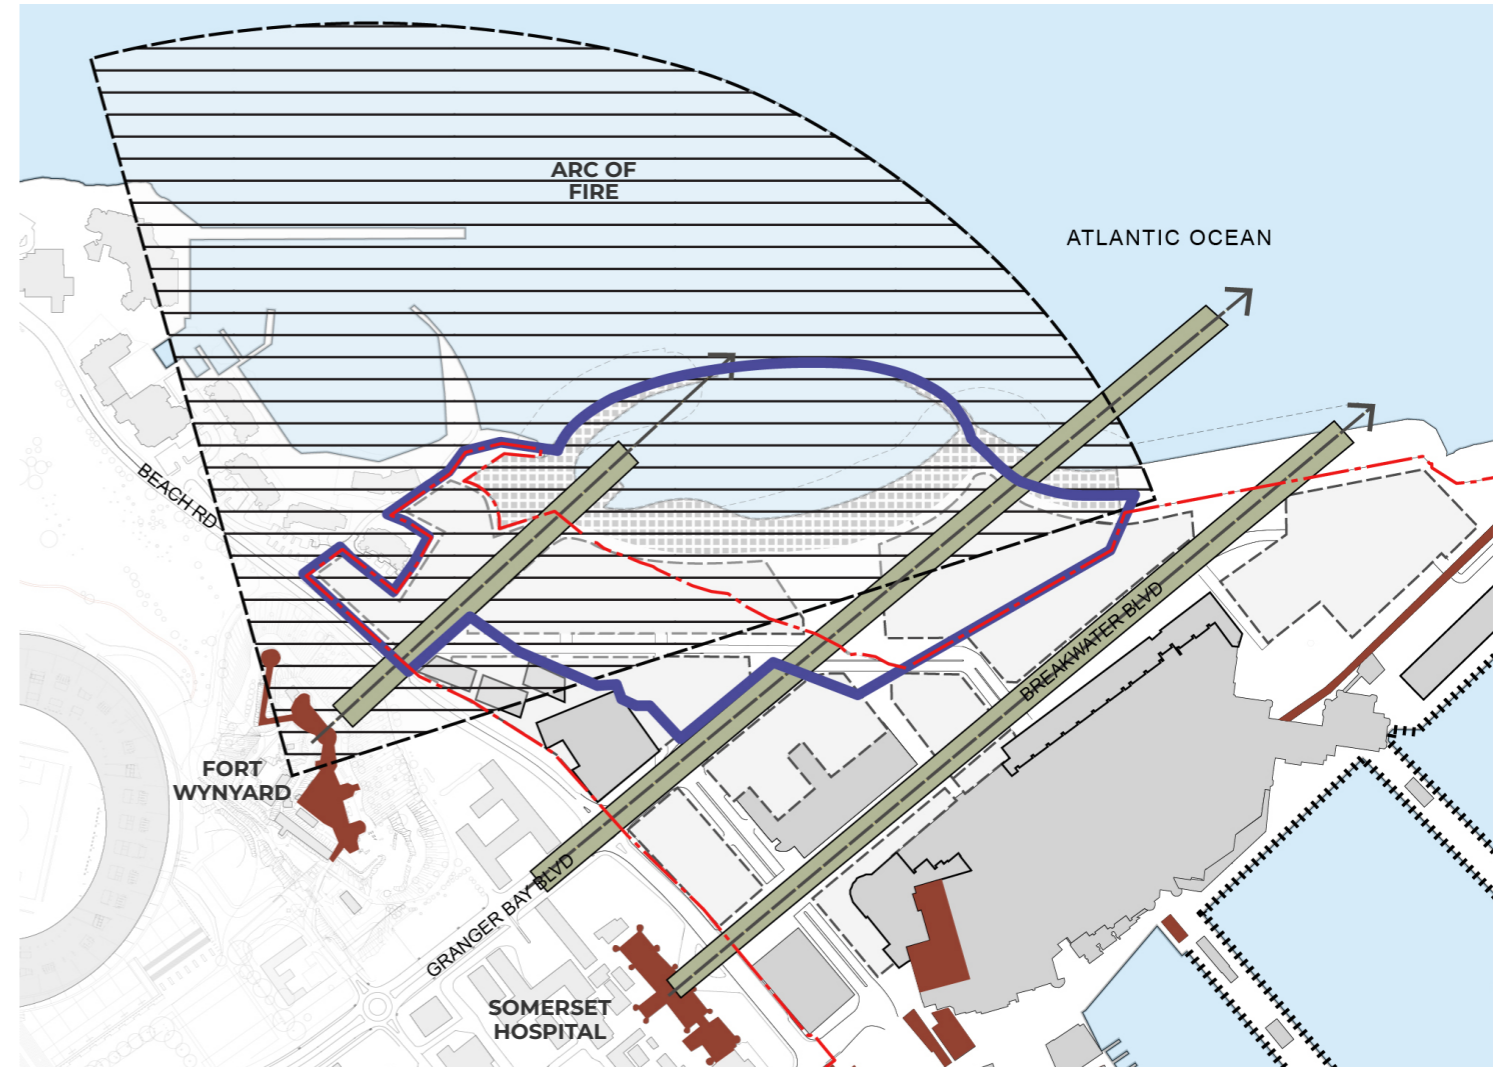 ARC OF
FIRE
ATLANTIC OCEAN
BEACH RD
BREAKWATER BLVD
FORT
WYNYARD
GRANGER BAY BLVD
SOMERSET
HOSPITAL